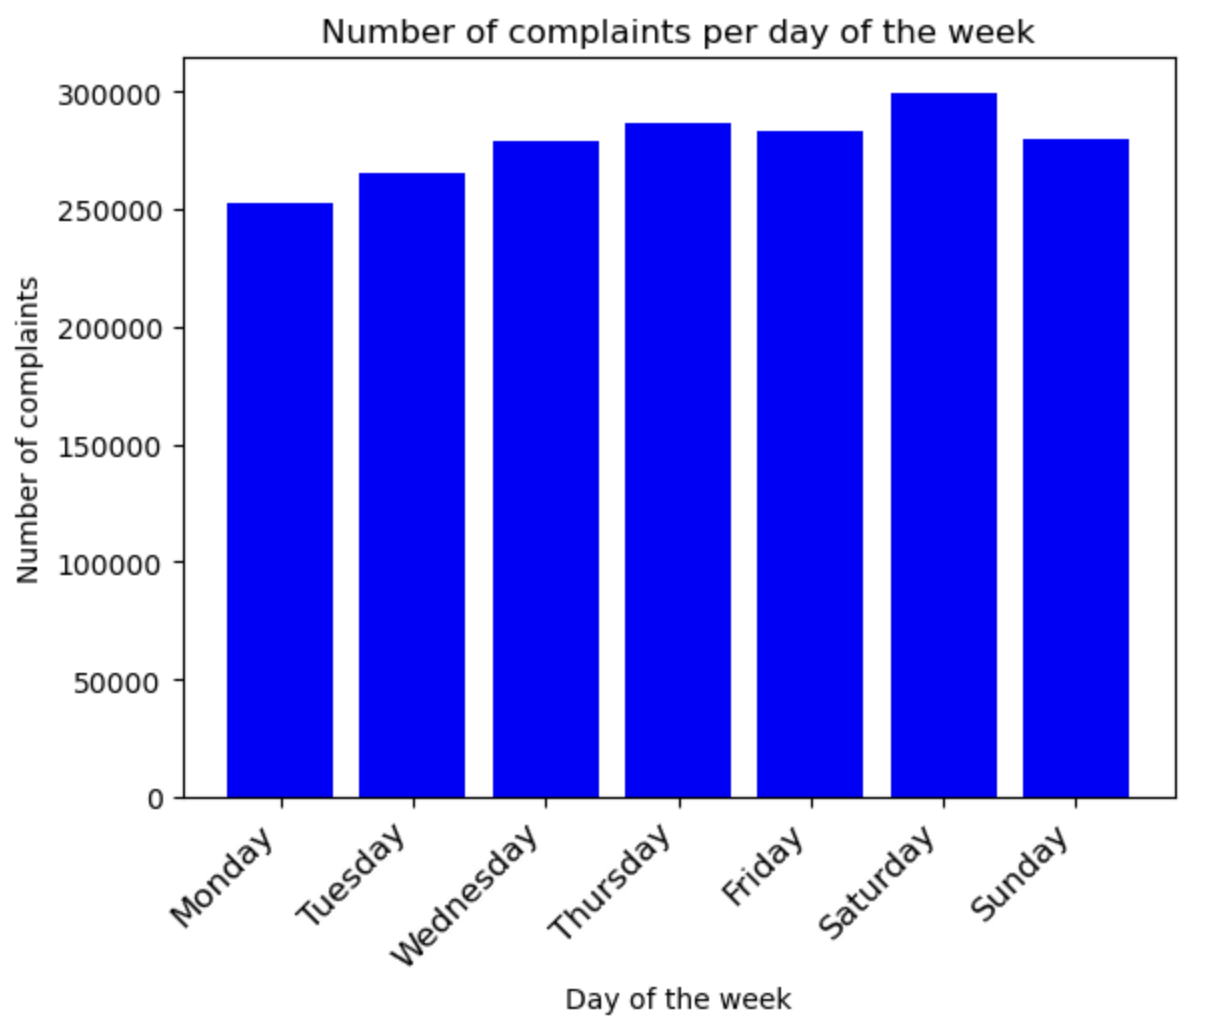 Number of complaints per day of the week
300000
250000
200000
150000
100000
50000
0
Number of complaints
Monday
Tuesday
Wednesday
Thursday
Friday
Saturday
Sunday
Day of the week